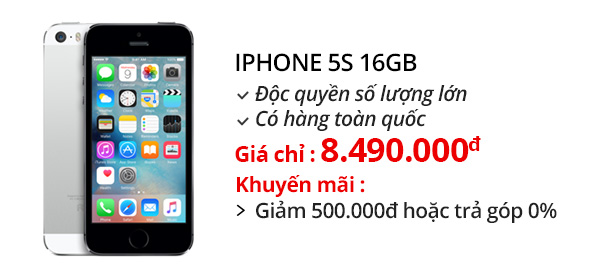 IPHONE 5S 16GB
Độc quyền số lượng lớn
Có hàng toàn quốc
Giá chỉ : 8.490.000đ
Khuyến mãi :
> Giảm 500.000đ hoặc trả góp 0%